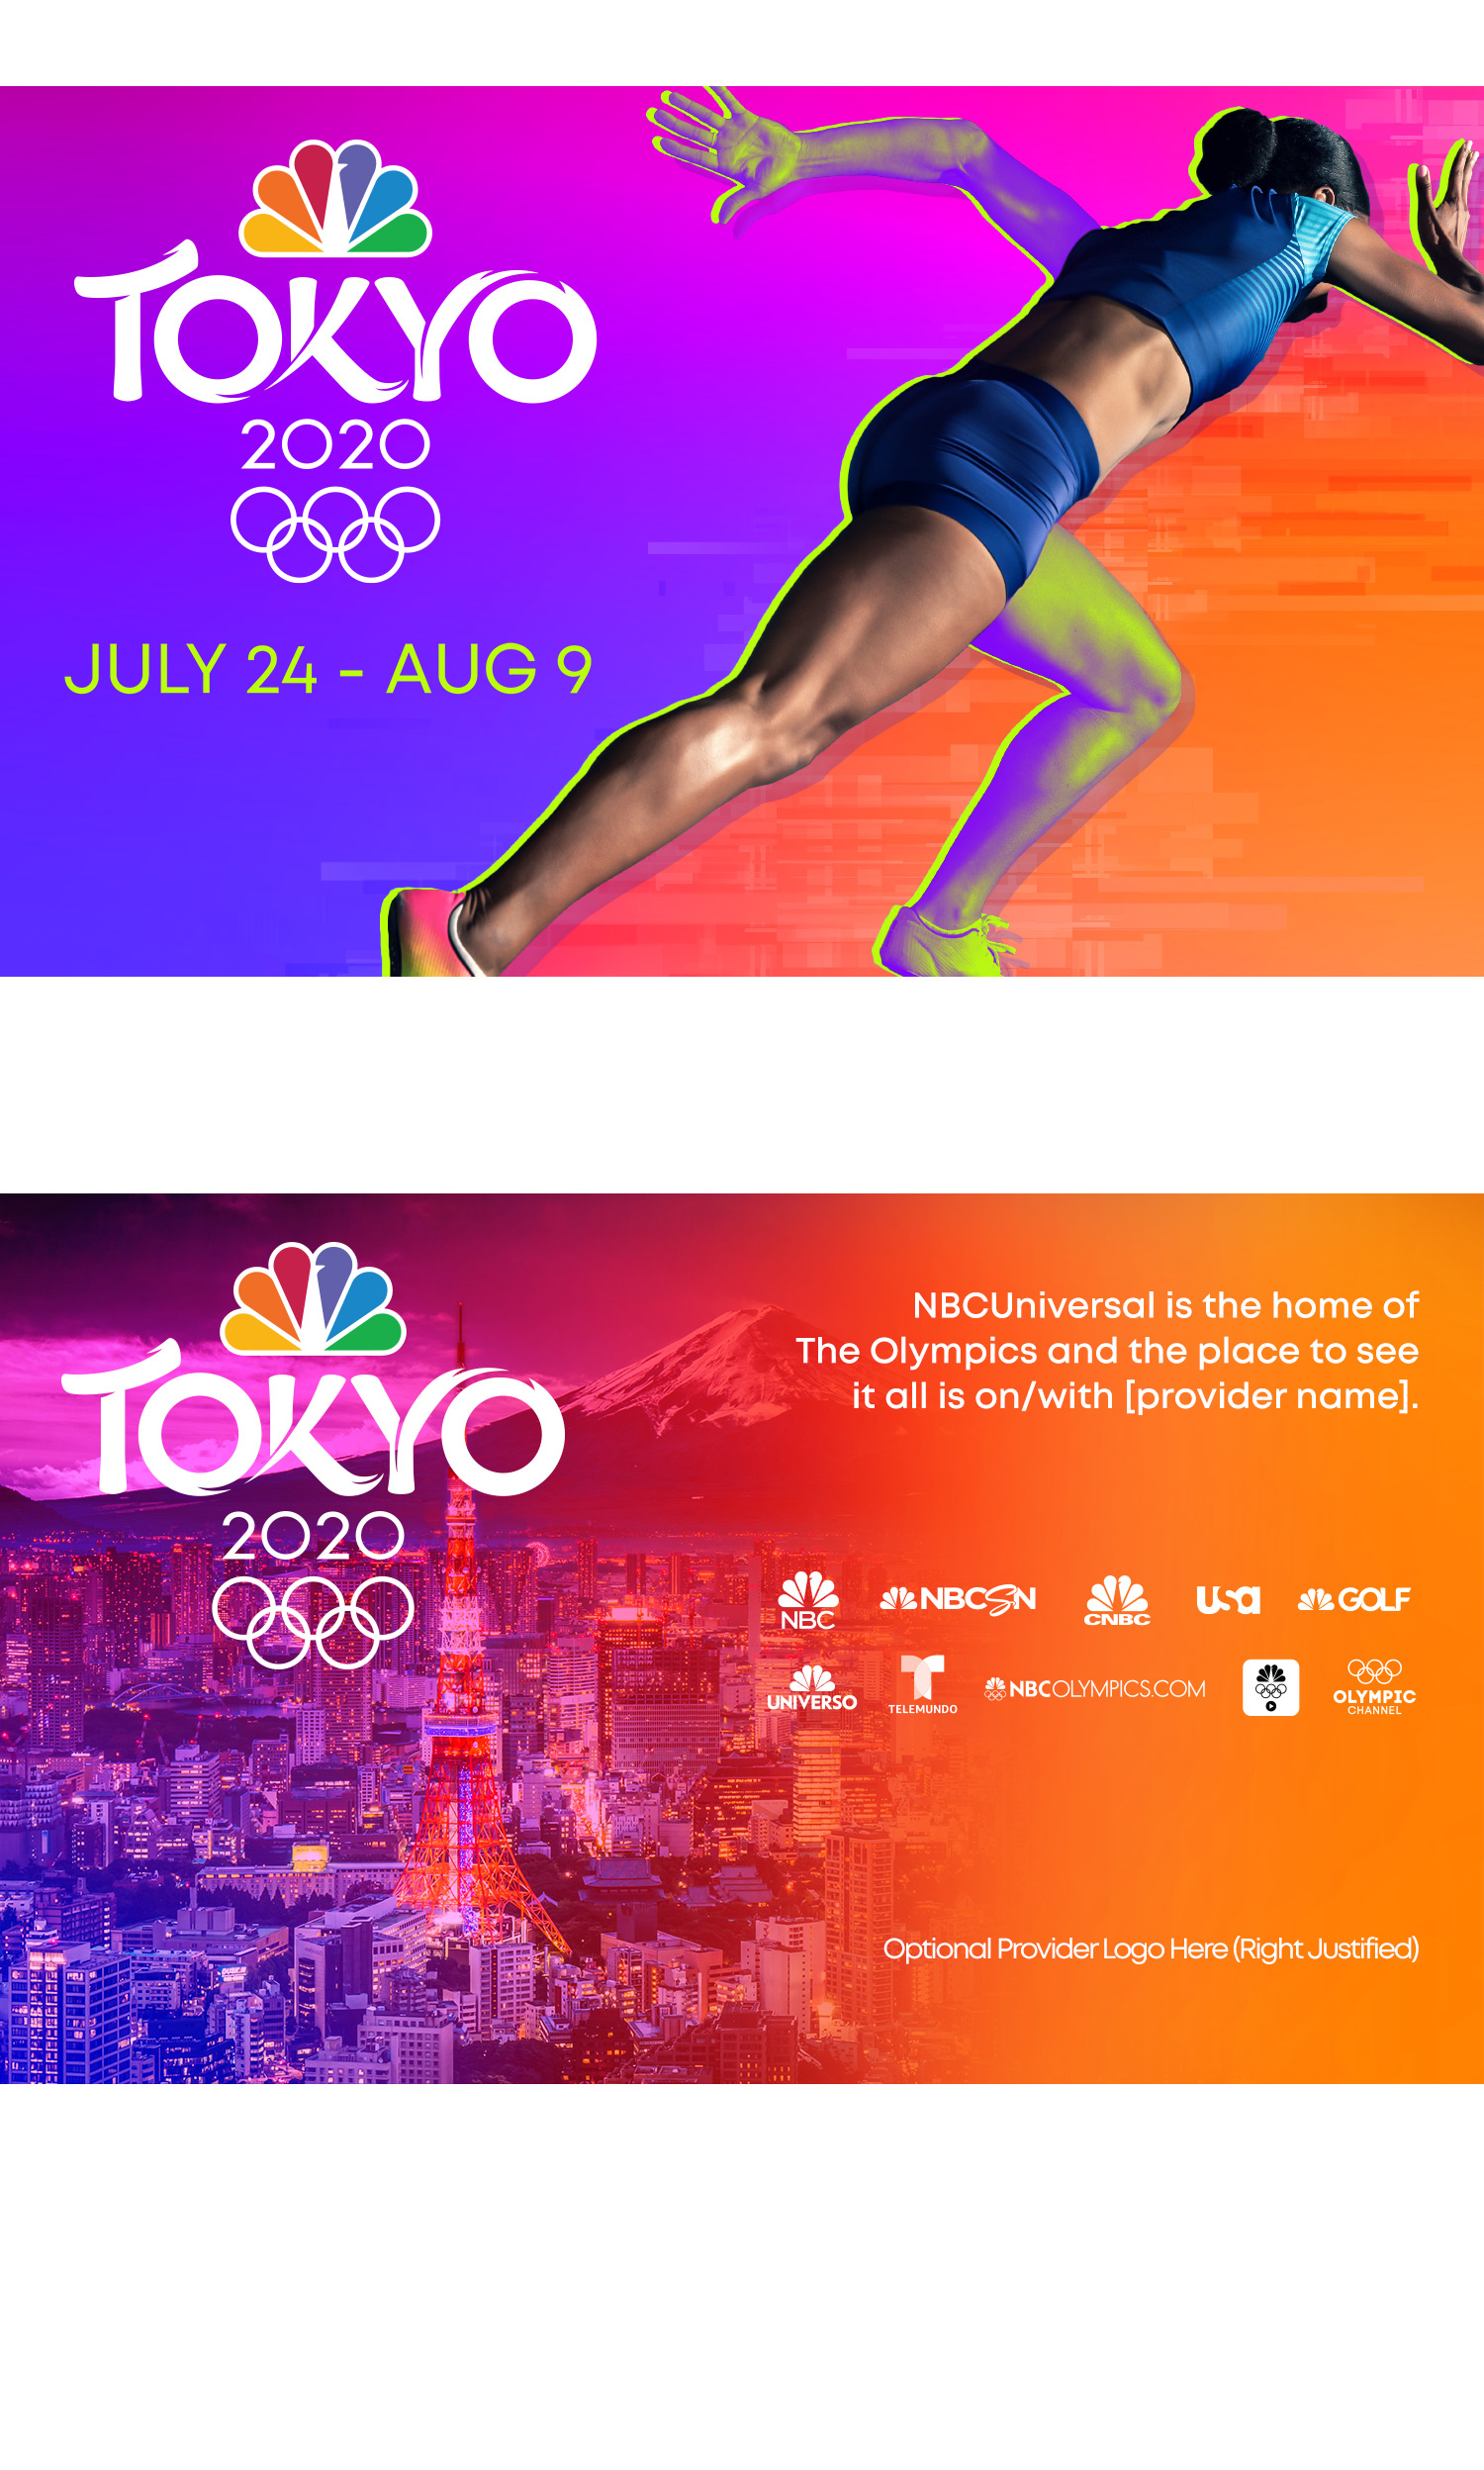 TOKYO
2020
JULY 24 - AUG 9
TOKYO
2020
NBCUniversal is the home of
The Olympics and the place to see
it all is on/with [provider name].
NBC NBCSN CNBC USA GOLF
UNIVERSO TELEMUNDO NBCOLYMPICS.COM OLYMPIC CHANNEL
Optional Provider Logo Here (Right Justified)